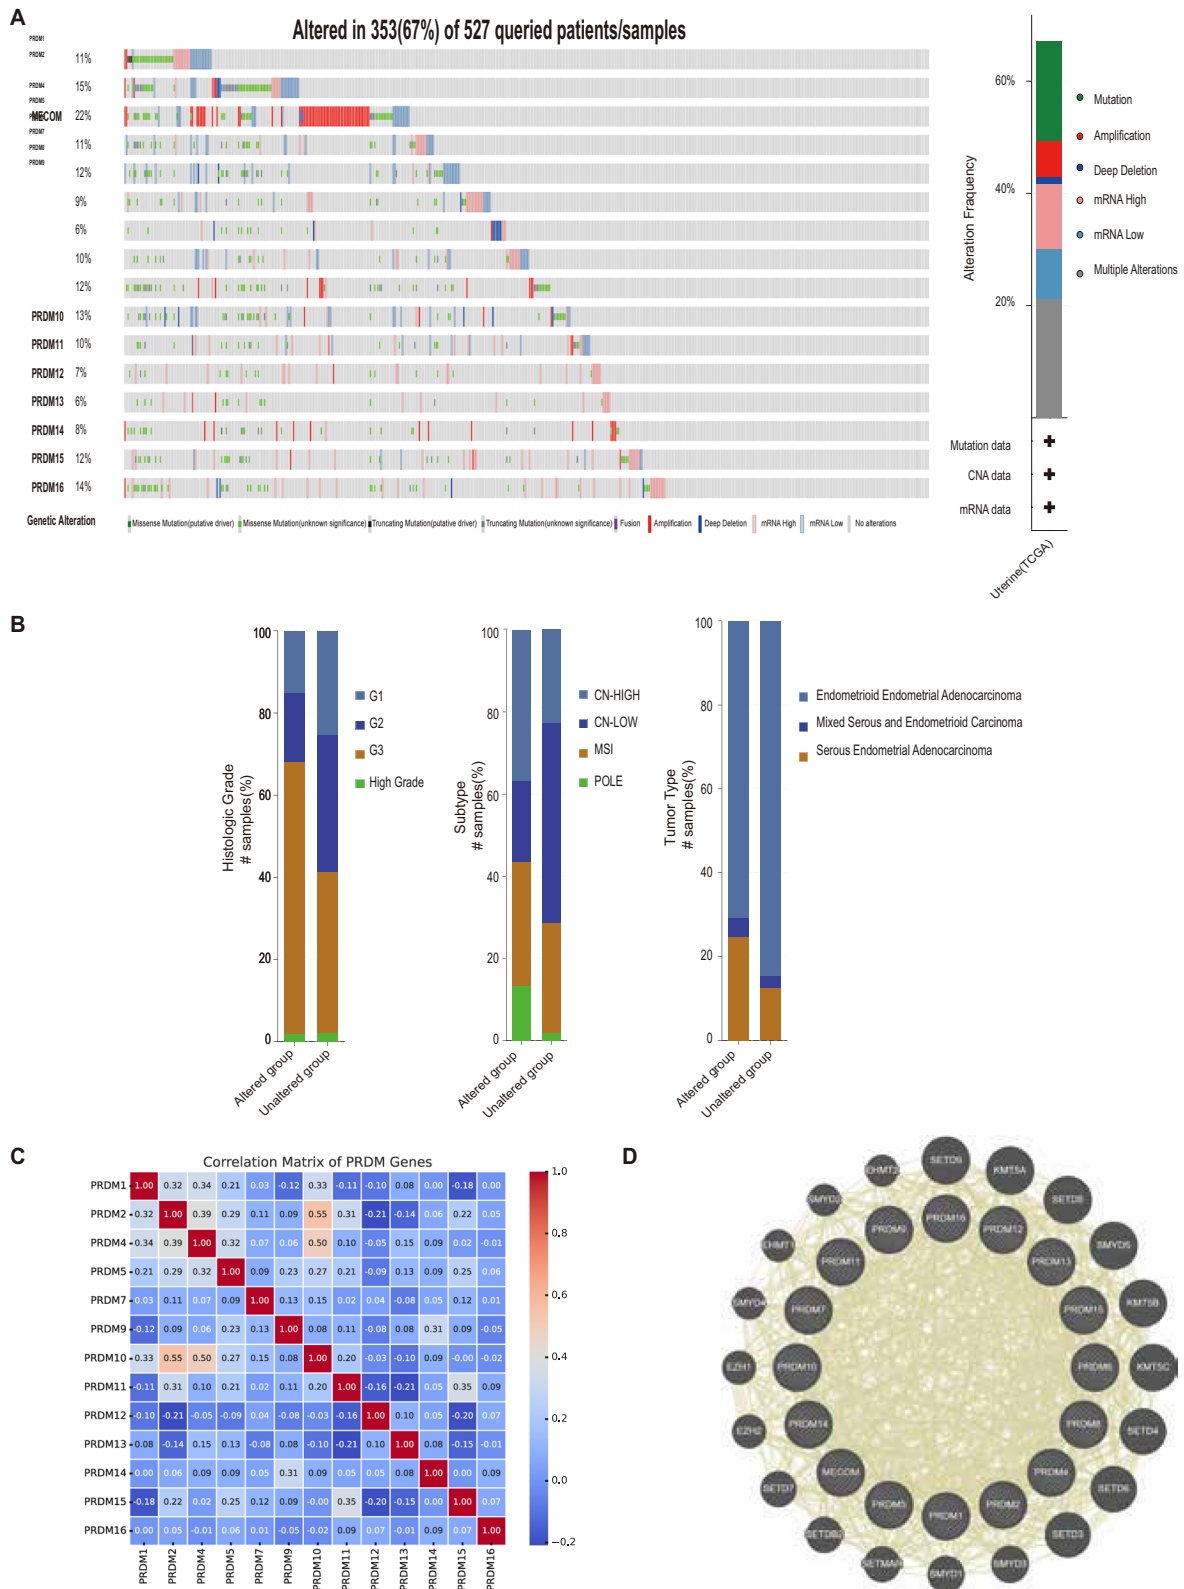 A
Altered in 353(67%) of 527 queried patients/samples
PRDM1
PRDM2
PRDM4
PRDM5
MECOM
PRDM7
PRDM8
PRDM9
11%
15%
22%
11%
12%
9%
6%
10%
12%
PRDM10 13%
PRDM11 10%
PRDM12 7%
PRDM13 6%
PRDM14 8%
PRDM15 12%
PRDM16 14%
Genetic Alteration
Missense Mutation(putative driver)
Missense Mutation(unknown significance)
Truncating Mutation(putative driver)
Truncating Mutation(unknown significance)
Fusion
Amplification
Deep Deletion
mRNA High
mRNA Low
No alterations
Alteration Fraquency
60%
40%
20%
Mutation
Amplification
Deep Deletion
mRNA High
mRNA Low
Multiple Alterations
Mutation data +
CNA data +
mRNA data +
Uterine(TCGA)
B
Histologic Grade
# samples(%)
100
80
60
40
20
0
Altered group
Unaltered group
G1
G2
G3
High Grade
Subtype
# samples(%)
100
80
60
40
20
0
Altered group
Unaltered group
CN-HIGH
CN-LOW
MSI
POLE
Tumor Type
# samples(%)
100
80
60
40
20
0
Altered group
Unaltered group
Endometrioid Endometrial Adenocarcinoma
Mixed Serous and Endometrioid Carcinoma
Serous Endometrial Adenocarcinoma
C
Correlation Matrix of PRDM Genes
PRDM1 1.00 0.32 0.34 0.21 0.03 -0.12 0.33 -0.11 -0.10 0.08 0.00 -0.18 0.00
PRDM2 0.32 1.00 0.39 0.29 0.11 0.09 0.55 0.31 -0.21 -0.14 0.06 0.22 0.05
PRDM4 0.34 0.39 1.00 0.32 0.07 0.06 0.50 0.10 -0.05 0.15 0.09 0.02 -0.01
PRDM5 0.21 0.29 0.32 1.00 0.09 0.23 0.27 0.21 -0.09 0.13 0.09 0.25 0.06
PRDM7 0.03 0.11 0.07 0.09 1.00 0.13 0.15 0.02 0.04 -0.08 0.05 0.12 0.01
PRDM9 -0.12 0.09 0.06 0.23 0.13 1.00 0.08 0.11 -0.08 0.08 0.31 0.09 -0.05
PRDM10 0.33 0.55 0.50 0.27 0.15 0.08 1.00 0.20 -0.03 -0.10 0.09 -0.00 -0.02
PRDM11 -0.11 0.31 0.10 0.21 0.02 0.11 0.20 1.00 -0.16 -0.21 0.05 0.35 0.09
PRDM12 -0.10 -0.21 -0.05 -0.09 0.04 -0.08 -0.03 -0.16 1.00 0.10 0.05 -0.20 0.07
PRDM13 0.08 -0.14 0.15 0.13 -0.08 0.08 -0.10 -0.21 0.10 1.00 0.08 -0.15 -0.01
PRDM14 0.00 0.06 0.09 0.09 0.05 0.31 0.09 0.05 0.05 0.08 1.00 0.00 0.09
PRDM15 -0.18 0.22 0.02 0.25 0.12 0.09 -0.00 0.35 -0.20 -0.15 0.00 1.00 0.07
PRDM16 0.00 0.05 -0.01 0.06 0.01 -0.05 -0.02 0.09 0.07 -0.01 0.09 0.07 1.00
PRDM1 PRDM2 PRDM4 PRDM5 PRDM7 PRDM9 PRDM10 PRDM11 PRDM12 PRDM13 PRDM14 PRDM15 PRDM16
1.0
0.8
0.6
0.4
0.2
0.0
-0.2
D
EHMT2
KMT5A
SETD5
SMYD5
KMT5B
KMT5C
SETD4
SETD6
SETD3
SMYD3
SMYD1
SETMAR
SETDB2
SETD7
EZH2
EZH1
SMYD4
EHMT1
SMYD2
PRDM16
PRDM12
PRDM13
PRDM15
PRDM6
PRDM8
PRDM4
PRDM2
PRDM1
PRDM5
MECOM
PRDM14
PRDM10
PRDM7
PRDM11
PRDM9